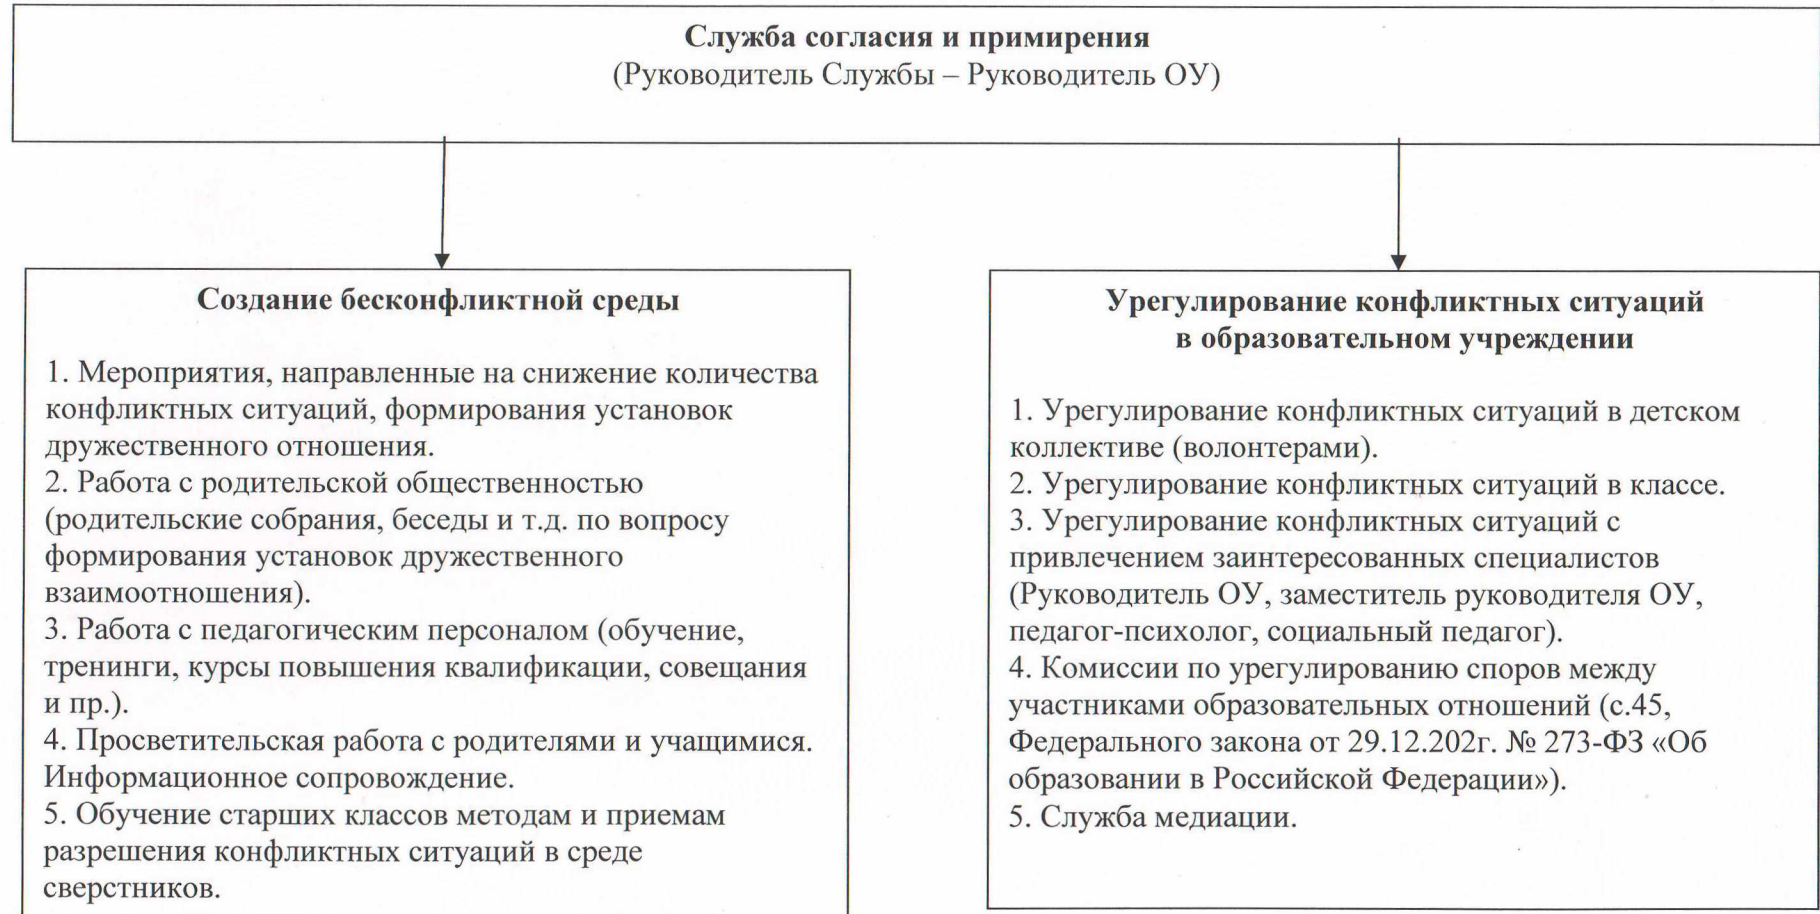 Служба согласия и примирения
(Руководитель Службы – Руководитель ОУ)
Создание бесконфликтной среды
1. Мероприятия, направленные на снижение количества
конфликтных ситуаций, формирования установок
дружественного отношения.
2. Работа с родительской общественностью
(родительские собрания, беседы и т.д. по вопросу
формирования установок дружественного
взаимоотношения).
3. Работа с педагогическим персоналом (обучение,
тренинги, курсы повышения квалификации, совещания
и пр.).
4. Просветительская работа с родителями и учащимися.
Информационное сопровождение.
5. Обучение старших классов методам и приемам
разрешения конфликтных ситуаций в среде
сверстников.
Урегулирование конфликтных ситуаций
в образовательном учреждении
1. Урегулирование конфликтных ситуаций в детском
коллективе (волонтерами).
2. Урегулирование конфликтных ситуаций в классе.
3. Урегулирование конфликтных ситуаций с
привлечением заинтересованных специалистов
(Руководитель ОУ, заместитель руководителя ОУ,
педагог-психолог, социальный педагог).
4. Комиссии по урегулированию споров между
участниками образовательных отношений (с.45,
Федерального закона от 29.12.202г. № 273-ФЗ «Об
образовании в Российской Федерации»).
5. Служба медиации.